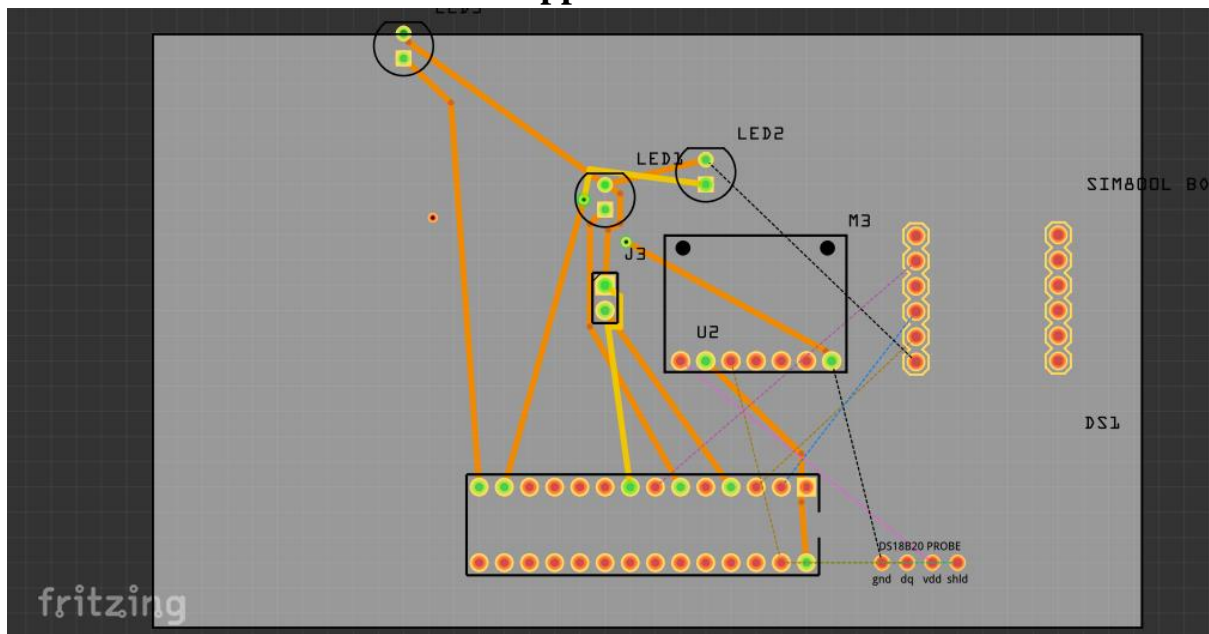 LED2
LED1
SIM800L BO
M3
J3
U2
DS1
DS18B20 PROBE
gnd dq vdd shld
fritzing